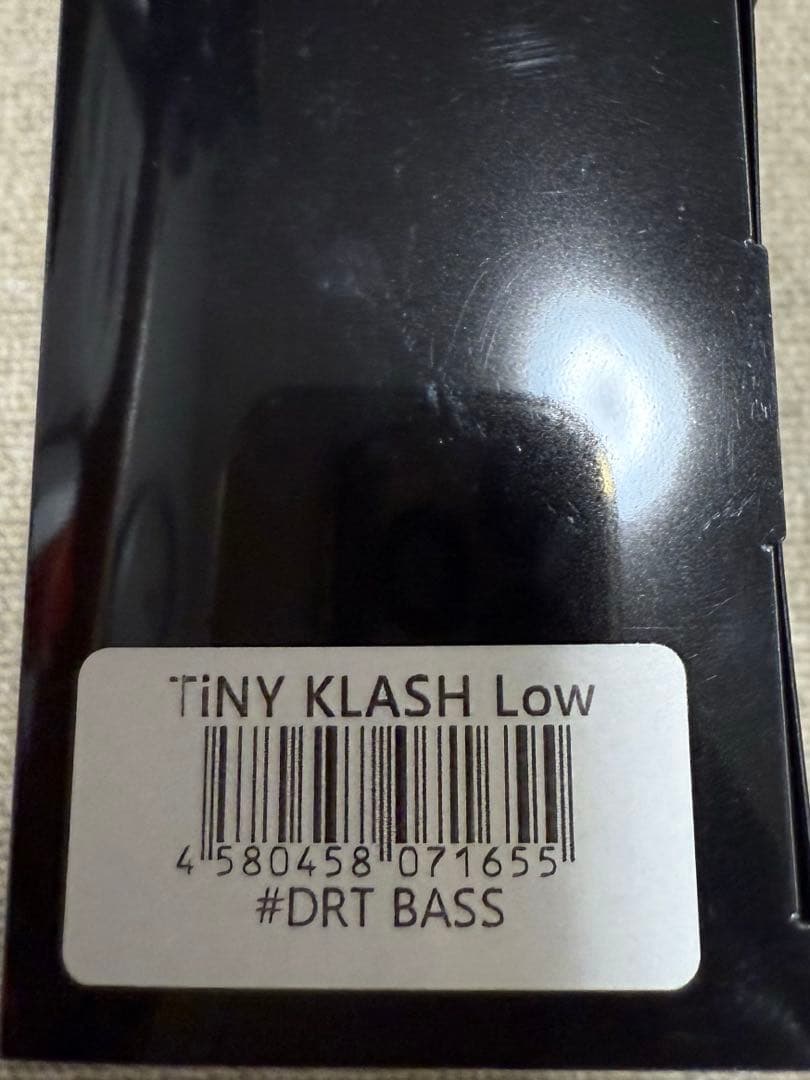 TiNY KLASH Low
4 580458 071655
#DRT BASS